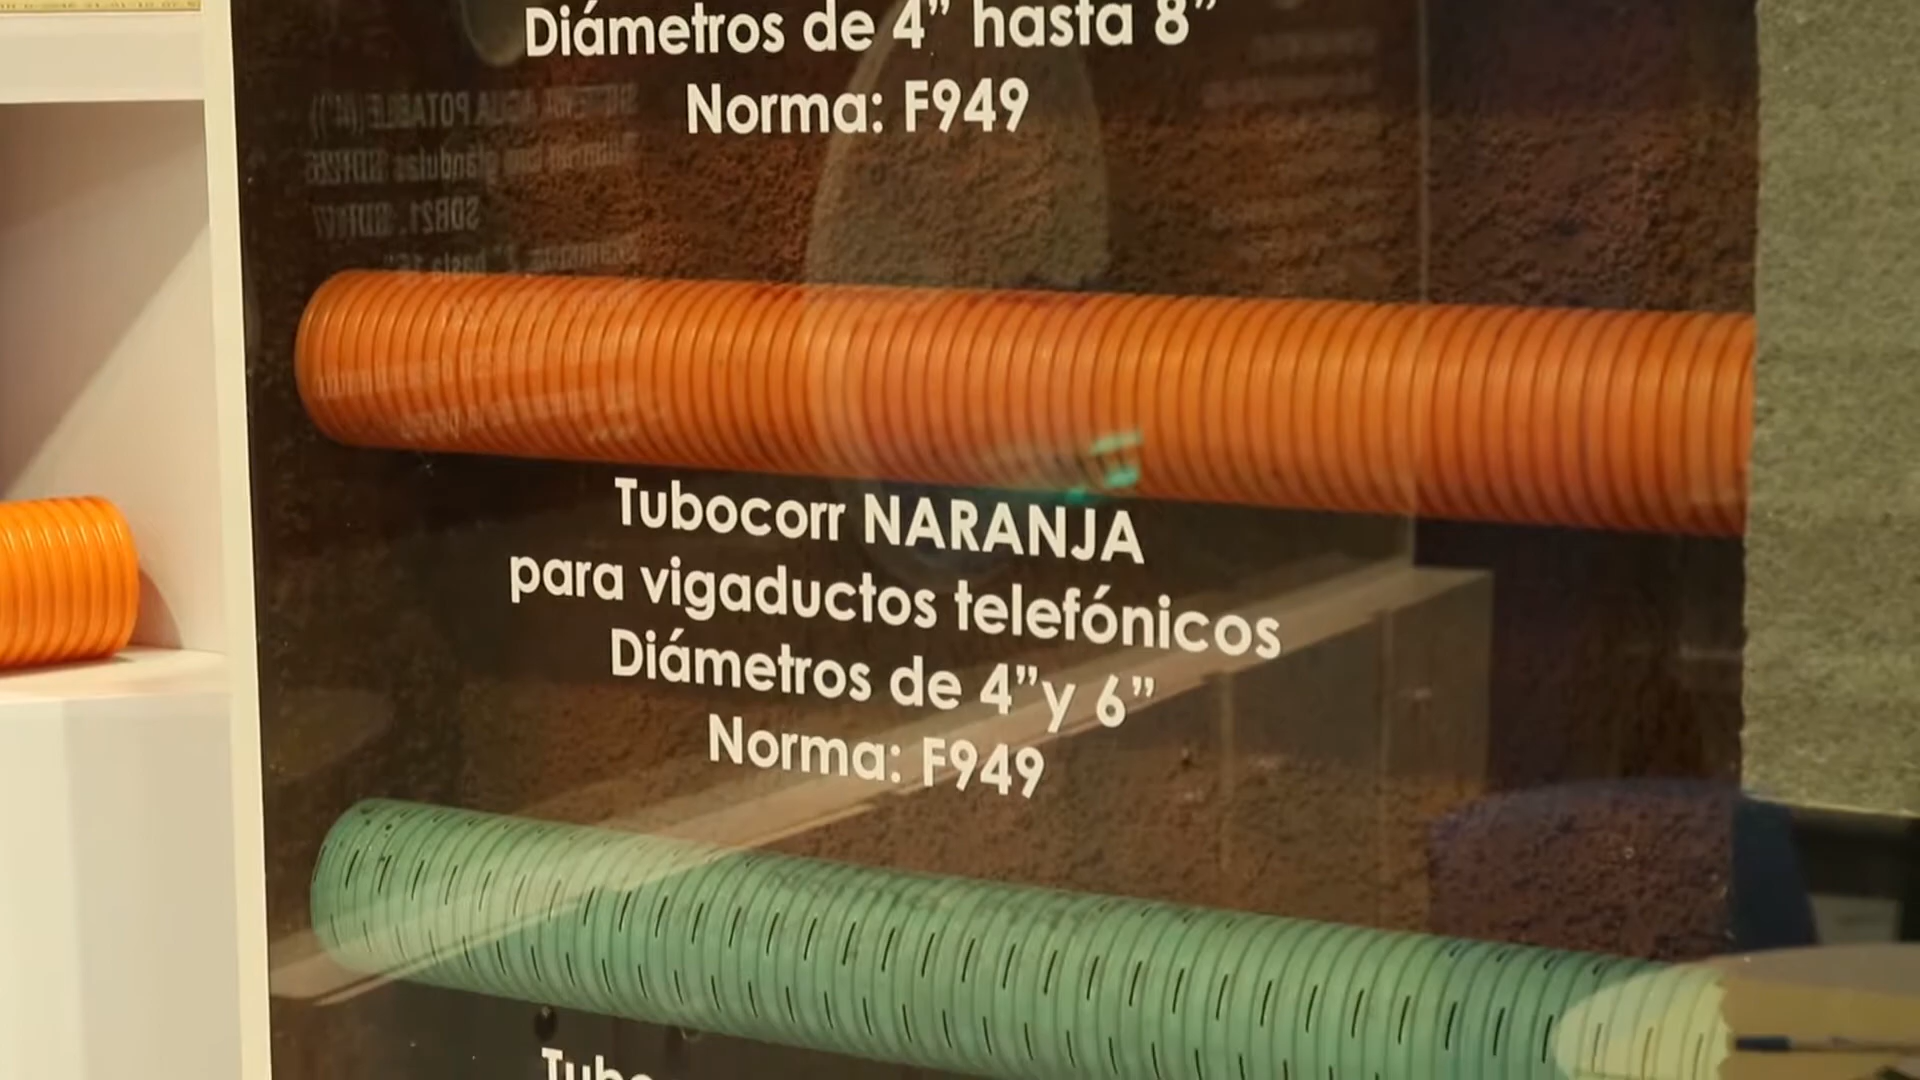 Diámetros de 4” hasta 8”
Norma: F949
Tubocorr NARANJA
para vigaductos telefónicos
Diámetros de 4”y 6”
Norma: F949